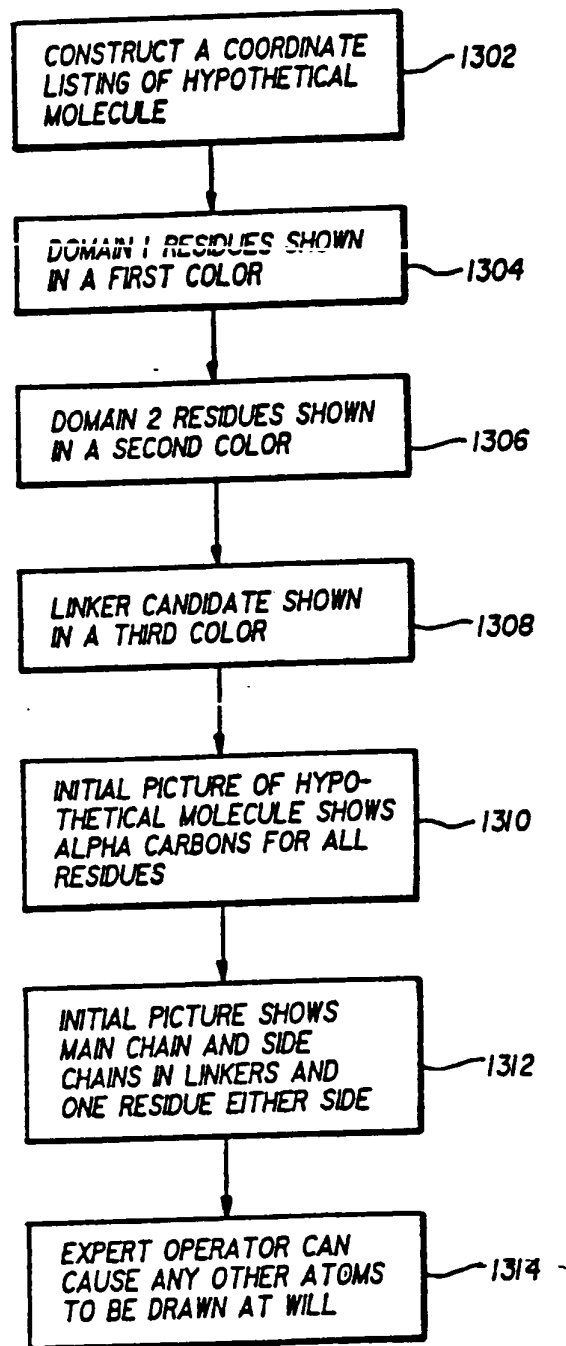 CONSTRUCT A COORDINATE
LISTING OF HYPOTHETICAL
MOLECULE
1302
DOMAIN 1 RESIDUES SHOWN
IN A FIRST COLOR
1304
DOMAIN 2 RESIDUES SHOWN
IN A SECOND COLOR
1306
LINKER CANDIDATE SHOWN
IN A THIRD COLOR
1308
INITIAL PICTURE OF HYPO-
THETICAL MOLECULE SHOWS
ALPHA CARBONS FOR ALL
RESIDUES
1310
INITIAL PICTURE SHOWS
MAIN CHAIN AND SIDE
CHAINS IN LINKERS AND
ONE RESIDUE EITHER SIDE
1312
EXPERT OPERATOR CAN
CAUSE ANY OTHER ATOMS
TO BE DRAWN AT WILL
1314